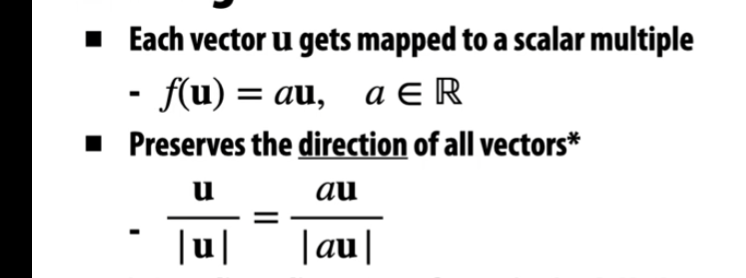 Each vector u gets mapped to a scalar multiple
- f(u) = au, a ∈ ℝ
Preserves the direction of all vectors*
- u/|u| = au/|au|